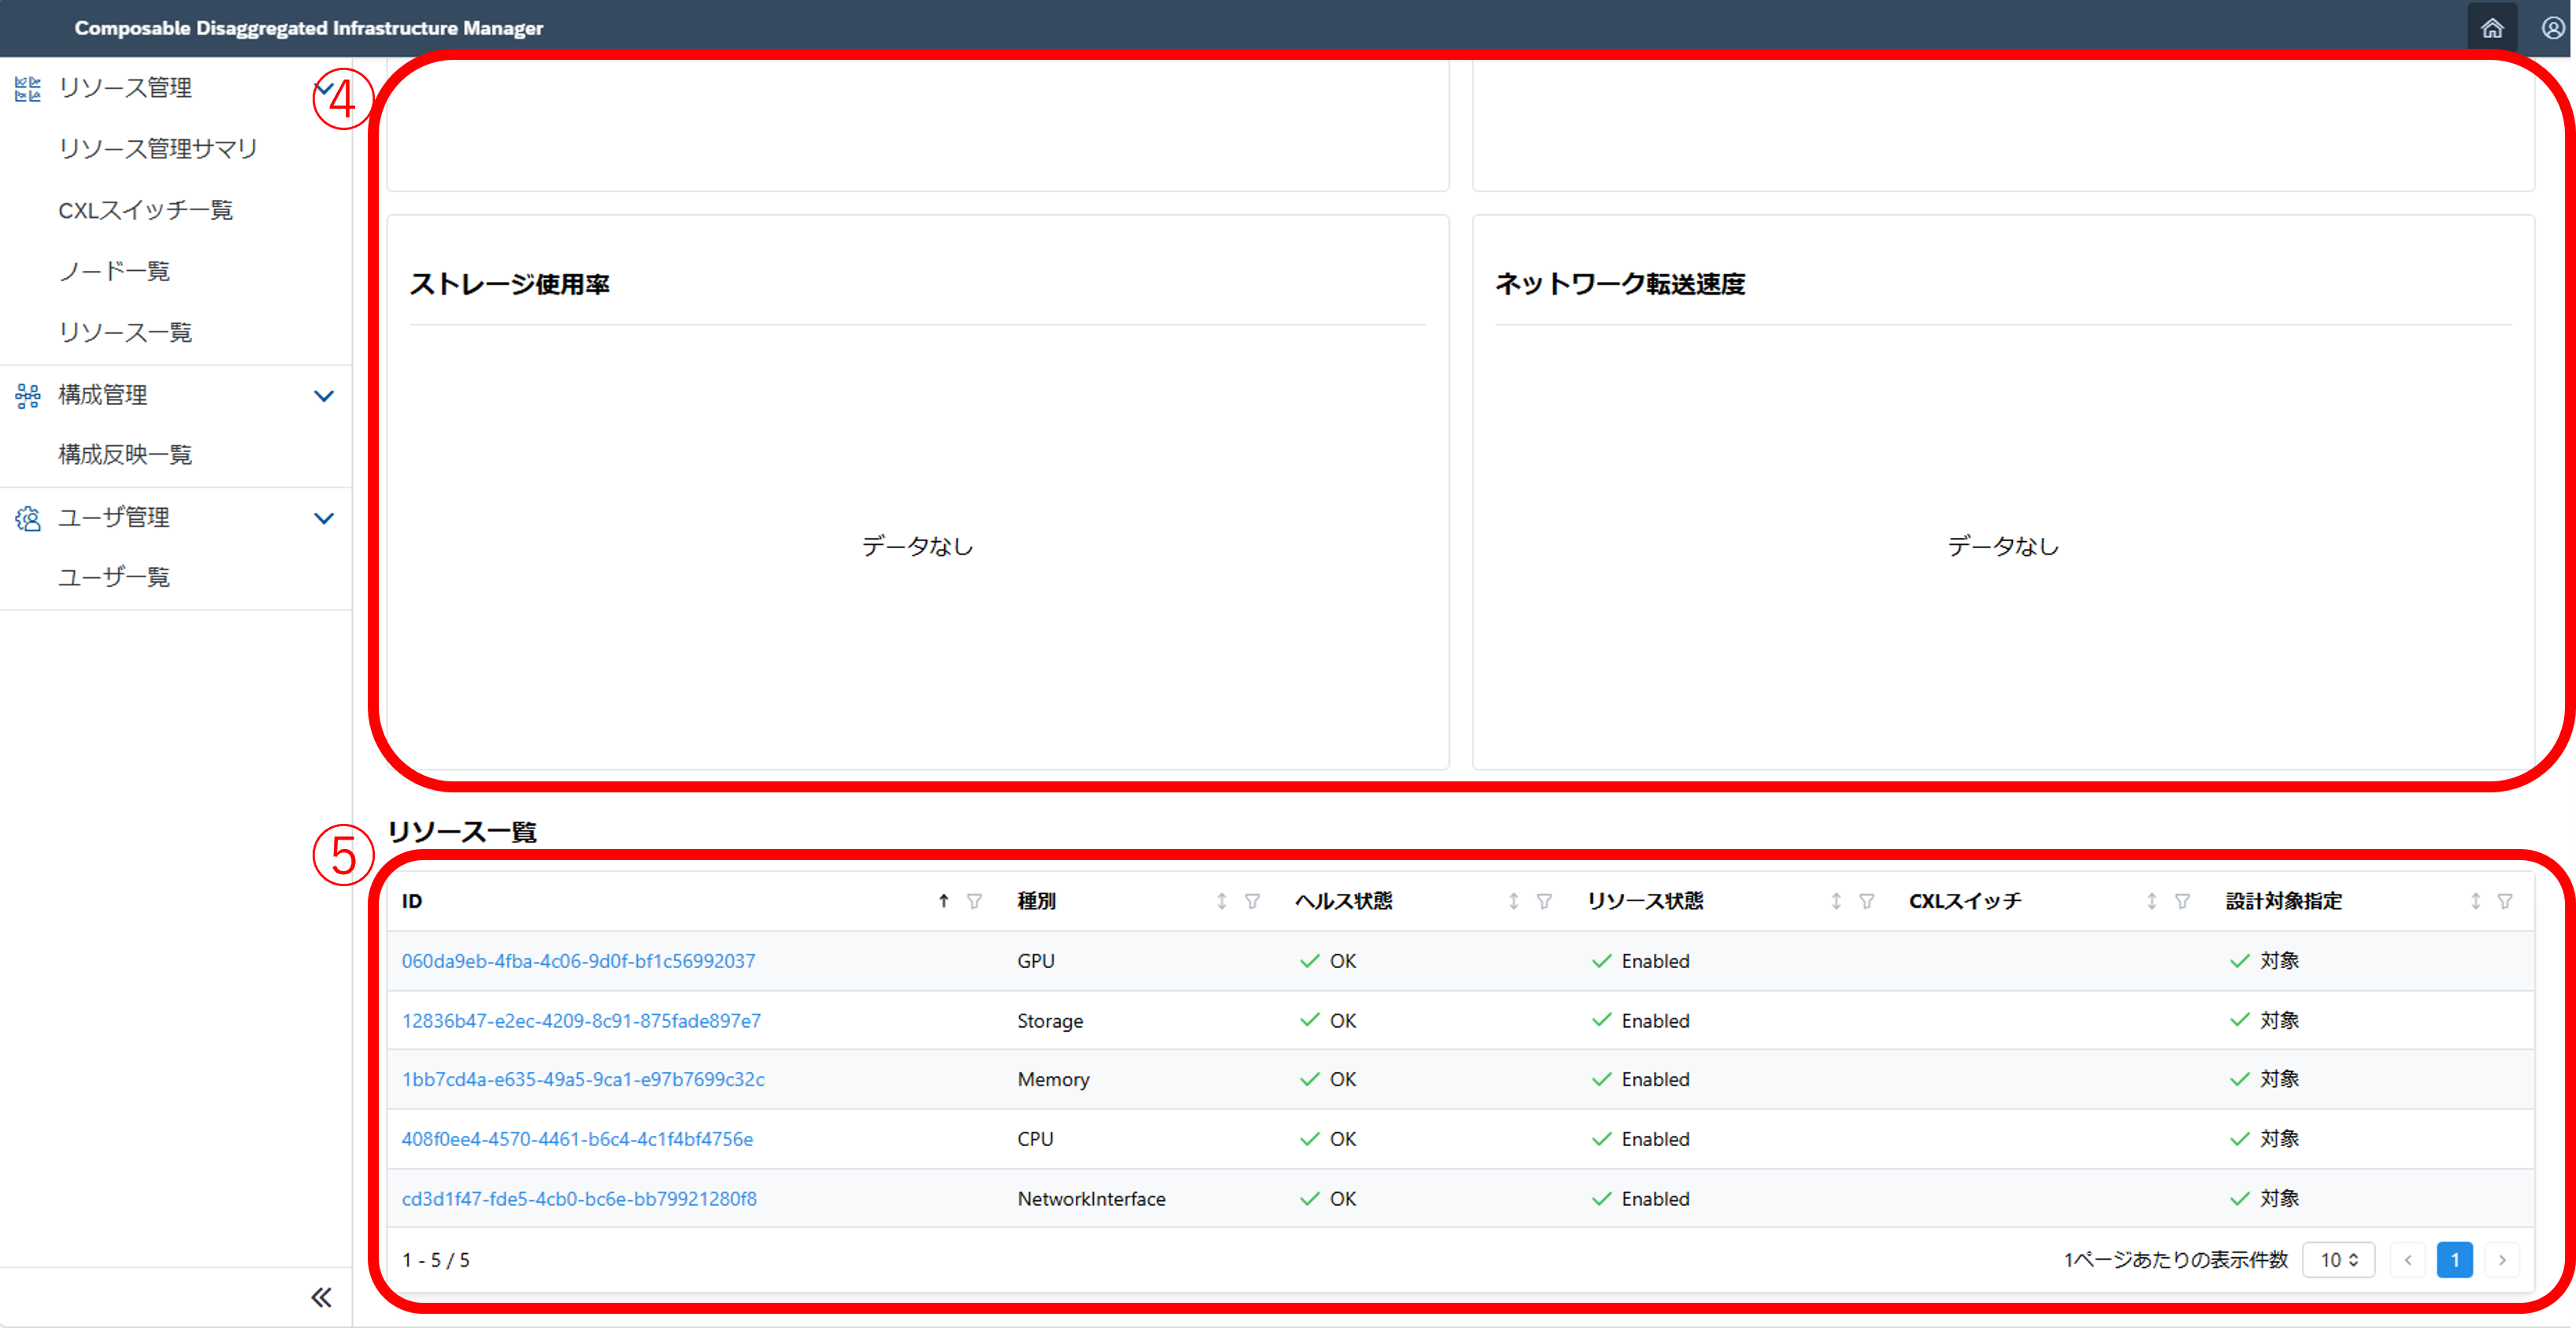 Composable Disaggregated Infrastructure Manager
リソース管理
リソース管理サマリ
CXLスイッチ一覧
ノード一覧
リソース一覧
構成管理
構成反映一覧
ユーザ管理
ユーザ一覧
④
ストレージ使用率
データなし
ネットワーク転送速度
データなし
⑤
リソース一覧
ID 種別 ヘルス状態 リソース状態 CXLスイッチ 設計対象指定
060da9eb-4fba-4c06-9d0f-bf1c56992037 GPU OK Enabled 対象
12836b47-e2ec-4209-8c91-875fade897e7 Storage OK Enabled 対象
1bb7cd4a-e635-49a5-9ca1-e97b7699c32c Memory OK Enabled 対象
408f0ee4-4570-4461-b6c4-4c1f4bf4756e CPU OK Enabled 対象
cd3d1f47-fde5-4cb0-bc6e-bb79921280f8 NetworkInterface OK Enabled 対象
1 - 5 / 5 1ページあたりの表示件数 10 1